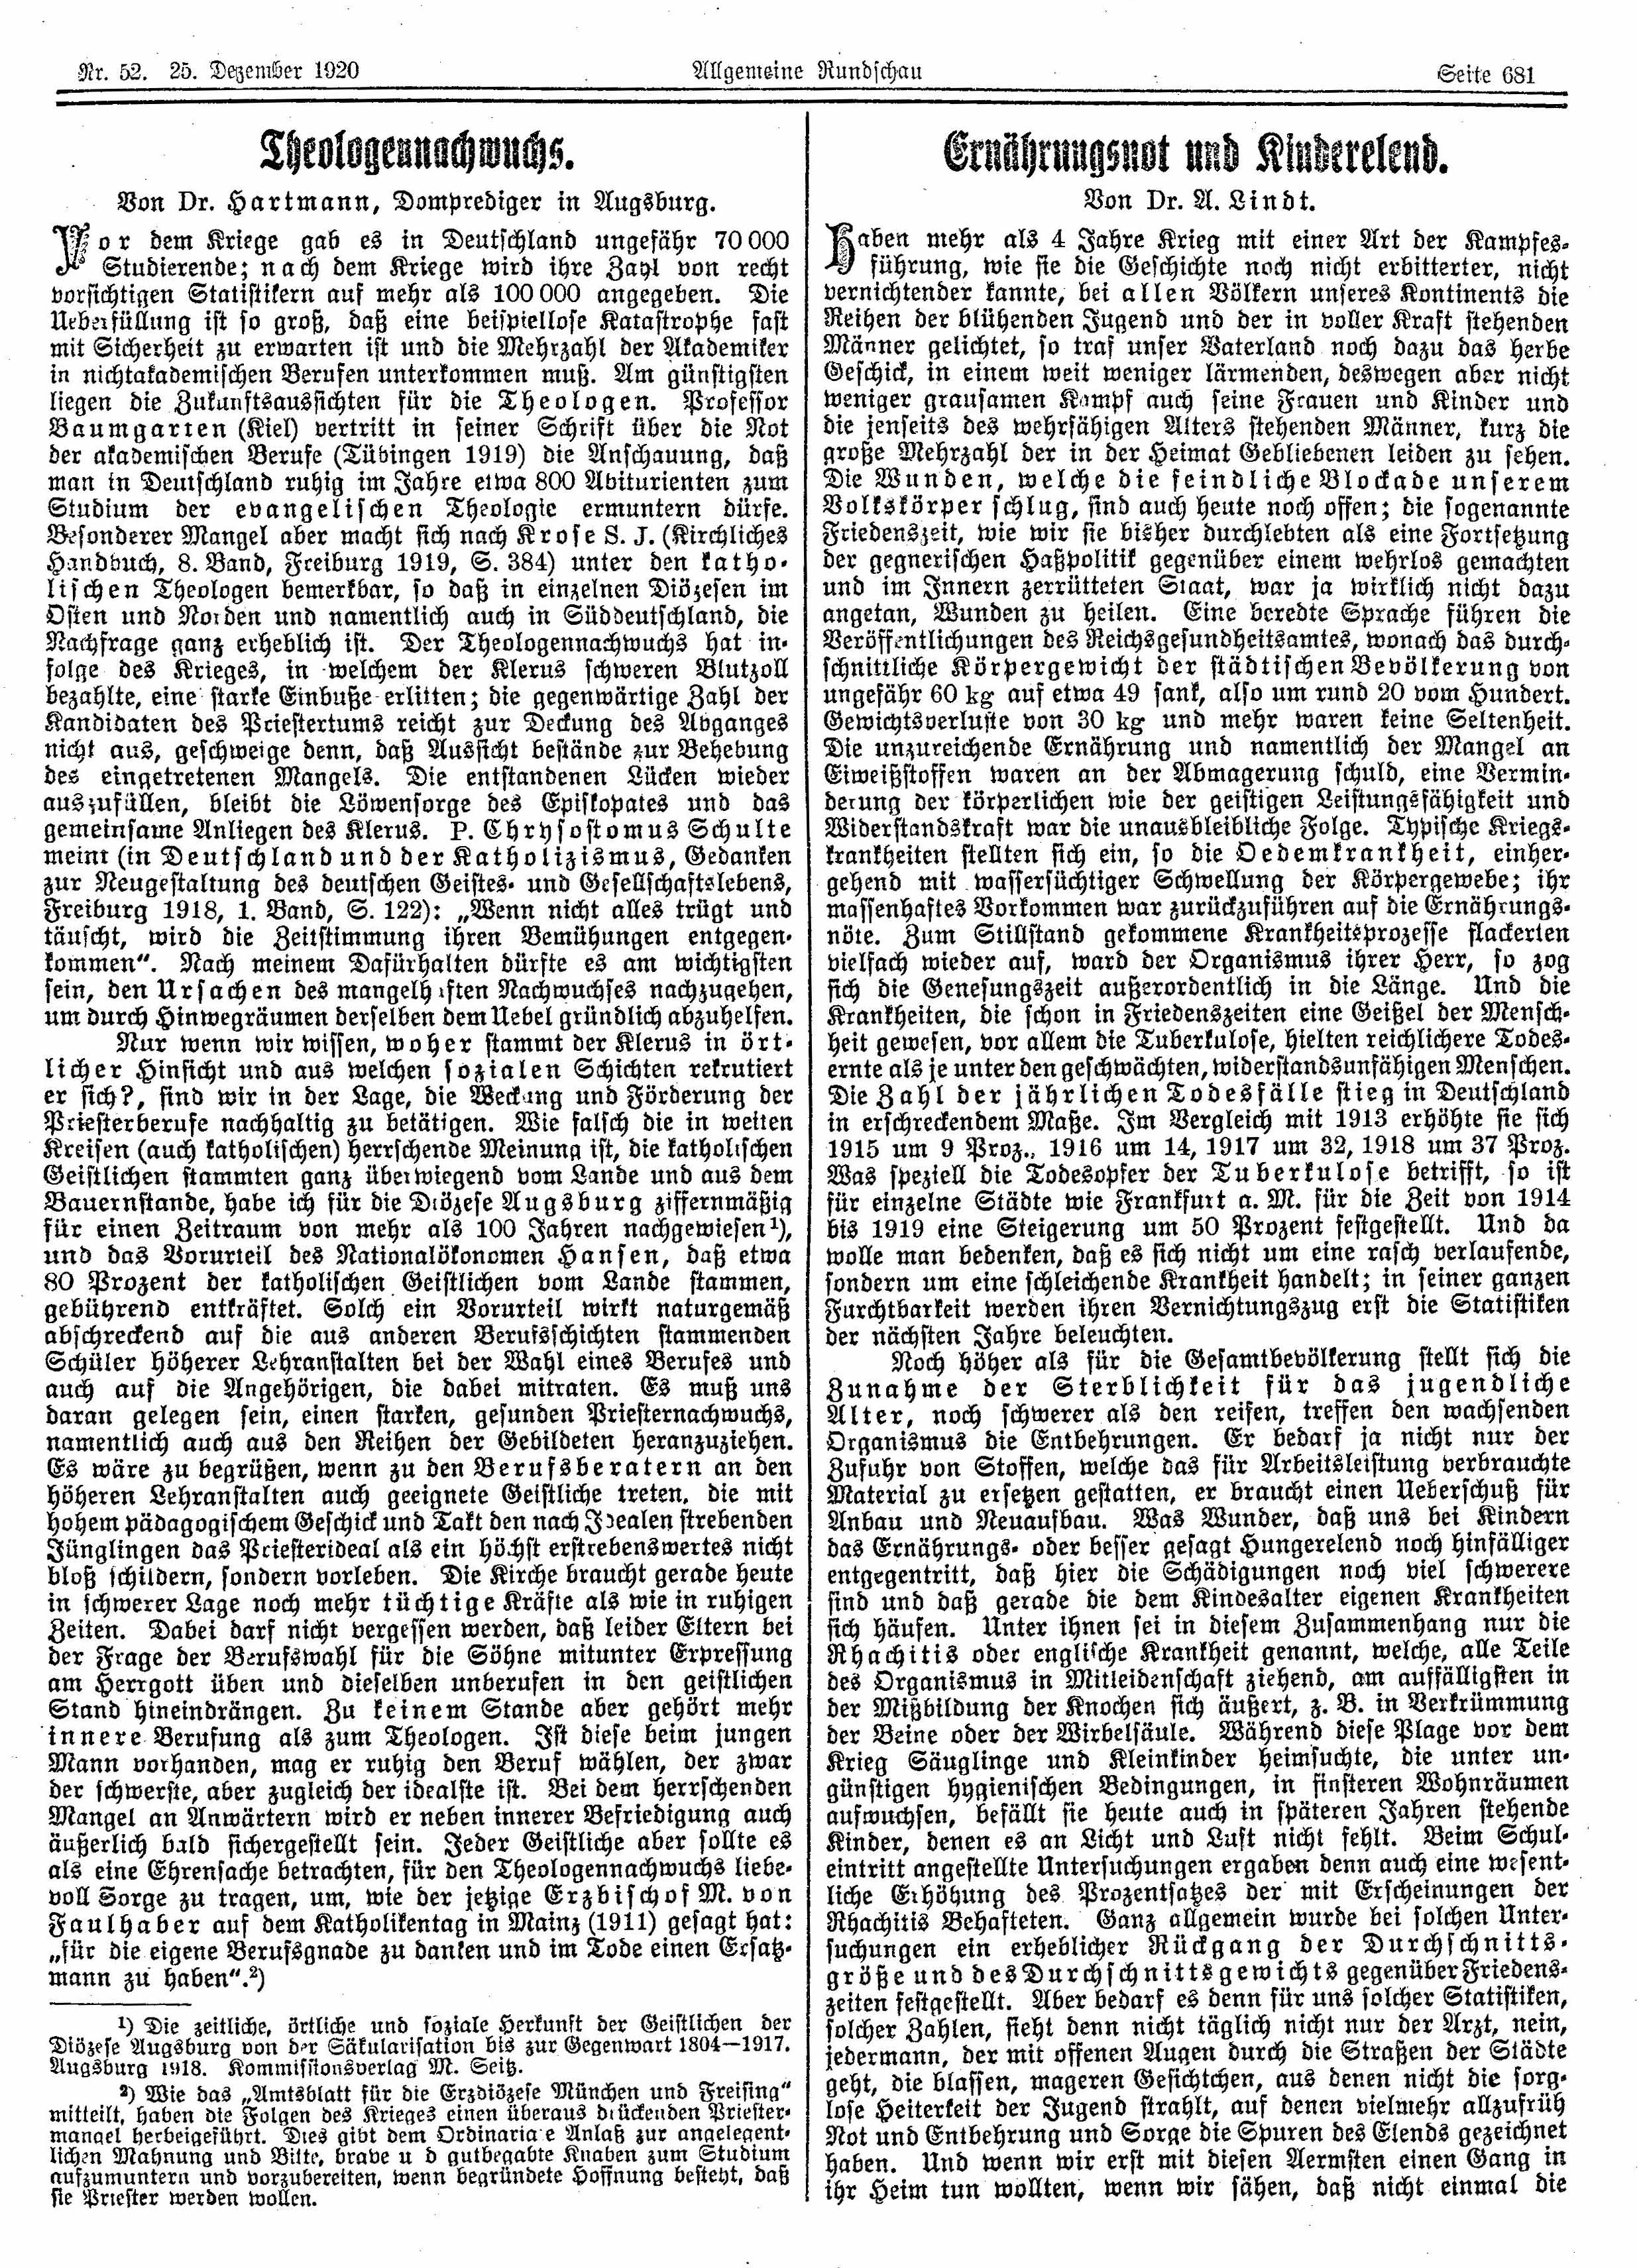 Nr. 52. 25. Dezember 1920
Allgemeine Rundschau
Seite 681
Theologennachwuchs.
Von Dr. Hartmann, Domprediger in Augsburg.
Vor dem Kriege gab es in Deutschland ungefähr 70 000
Studierende; nach dem Kriege wird ihre Zahl von recht
vorsichtigen Statistikern auf mehr als 100 000 angegeben. Die
Ueberfüllung ist so groß, daß eine beispiellose Katastrophe fast
mit Sicherheit zu erwarten ist und die Mehrzahl der Akademiker
in nichtakademischen Berufen unterkommen muß. Am günstigsten
liegen die Zukunftsaussichten für die Theologen. Professor
Baumgarten (Kiel) vertritt in seiner Schrift über die Not
der akademischen Berufe (Tübingen 1919) die Anschauung, daß
man in Deutschland ruhig im Jahre etwa 800 Abiturienten zum
Studium der evangelischen Theologie ermuntern dürfe.
Besonderer Mangel aber macht sich nach Krose S. J. (Kirchliches
Handbuch, 8. Band, Freiburg 1919, S. 384) unter den katho-
lischen Theologen bemerkbar, so daß in einzelnen Diözesen im
Osten und Norden und namentlich auch in Süddeutschland, die
Nachfrage ganz erheblich ist. Der Theologennachwuchs hat in-
folge des Krieges, in welchem der Klerus schweren Blutzoll
bezahlte, eine starke Einbuße erlitten; die gegenwärtige Zahl der
Kandidaten des Priestertums reicht zur Deckung des Abganges
nicht aus, geschweige denn, daß Aussicht bestände zur Behebung
des eingetretenen Mangels. Die entstandenen Lücken wieder
auszufüllen, bleibt die Löwensorge des Episkopates und das
gemeinsame Anliegen des Klerus. P. Chrysostomus Schulte
meint (in Deutschland und der Katholizismus, Gedanken
zur Neugestaltung des deutschen Geistes- und Gesellschaftslebens,
Freiburg 1918, 1. Band, S. 122): „Wenn nicht alles trügt und
täuscht, wird die Zeitstimmung ihren Bemühungen entgegen-
kommen“. Nach meinem Dafürhalten dürfte es am wichtigsten
sein, den Ursachen des mangelhaften Nachwuchses nachzugehen,
um durch Hinwegräumen derselben dem Uebel gründlich abzuhelfen.
Nur wenn wir wissen, woher stammt der Klerus in ört-
licher Hinsicht und aus welchen sozialen Schichten rekrutiert
er sich?, sind wir in der Lage, die Weckung und Förderung der
Priesterberufe nachhaltig zu betätigen. Wie falsch die in weiten
Kreisen (auch katholischen) herrschende Meinung ist, die katholischen
Geistlichen stammten ganz überwiegend vom Lande und aus dem
Bauernstande, habe ich für die Diözese Augsburg ziffernmäßig
für einen Zeitraum von mehr als 100 Jahren nachgewiesen¹),
und das Vorurteil des Nationalökonomen Hansen, daß etwa
80 Prozent der katholischen Geistlichen vom Lande stammen,
gebührend entkräftet. Solch ein Vorurteil wirkt naturgemäß
abschreckend auf die aus anderen Berufsschichten stammenden
Schüler höherer Lehranstalten bei der Wahl eines Berufes und
auch auf die Angehörigen, die dabei mitraten. Es muß uns
daran gelegen sein, einen starken, gesunden Priesternachwuchs,
namentlich auch aus den Reihen der Gebildeten heranzuziehen.
Es wäre zu begrüßen, wenn zu den Berufsberatern an den
höheren Lehranstalten auch geeignete Geistliche treten, die mit
hohem pädagogischem Geschick und Takt den nach Idealen strebenden
Jünglingen das Priesterideal als ein höchst erstrebenswertes nicht
bloß schildern, sondern vorleben. Die Kirche braucht gerade heute
in schwerer Lage noch mehr tüchtige Kräfte als wie in ruhigen
Zeiten. Dabei darf nicht vergessen werden, daß leider Eltern bei
der Frage der Berufswahl für die Söhne mitunter Erpressung
am Herrgott üben und dieselben unberufen in den geistlichen
Stand hineindrängen. Zu keinem Stande aber gehört mehr
innere Berufung als zum Theologen. Ist diese beim jungen
Mann vorhanden, mag er ruhig den Beruf wählen, der zwar
der schwerste, aber zugleich der idealste ist. Bei dem herrschenden
Mangel an Anwärtern wird er neben innerer Befriedigung auch
äußerlich bald sichergestellt sein. Jeder Geistliche aber sollte es
als eine Ehrensache betrachten, für den Theologennachwuchs liebe-
voll Sorge zu tragen, um, wie der jetzige Erzbischof M. von
Faulhaber auf dem Katholikentag in Mainz (1911) gesagt hat:
„für die eigene Berufsgnade zu danken und im Tode einen Ersatz-
mann zu haben“.²)
¹) Die zeitliche, örtliche und soziale Herkunft der Geistlichen der
Diözese Augsburg von der Säkularisation bis zur Gegenwart 1804—1917.
Augsburg 1918. Kommissionsverlag M. Seitz.
²) Wie das „Amtsblatt für die Erzdiözese München und Freising“
mitteilt, haben die Folgen des Krieges einen überaus drückenden Priester-
mangel herbeigeführt. Dies gibt dem Ordinariate Anlaß zur angelegent-
lichen Mahnung und Bitte, brave und gutbegabte Knaben zum Studium
aufzumuntern und vorzubereiten, wenn begründete Hoffnung besteht, daß
sie Priester werden wollen.
Ernährungsnot und Kinderelend.
Von Dr. A. Lindt.
Haben mehr als 4 Jahre Krieg mit einer Art der Kampfes-
führung, wie sie die Geschichte noch nicht erbitterter, nicht
vernichtender kannte, bei allen Völkern unseres Kontinents die
Reihen der blühenden Jugend und der in voller Kraft stehenden
Männer gelichtet, so traf unser Vaterland noch dazu das herbe
Geschick, in einem weit weniger lärmenden, deswegen aber nicht
weniger grausamen Kampf auch seine Frauen und Kinder und
die jenseits des wehrfähigen Alters stehenden Männer, kurz die
große Mehrzahl der in der Heimat Gebliebenen leiden zu sehen.
Die Wunden, welche die feindliche Blockade unserem
Volkskörper schlug, sind auch heute noch offen; die sogenannte
Friedenszeit, wie wir sie bisher durchlebten als eine Fortsetzung
der gegnerischen Haßpolitik gegenüber einem wehrlos gemachten
und im Innern zerrütteten Staat, war ja wirklich nicht dazu
angetan, Wunden zu heilen. Eine beredte Sprache führen die
Veröffentlichungen des Reichsgesundheitsamtes, wonach das durch-
schnittliche Körpergewicht der städtischen Bevölkerung von
ungefähr 60 kg auf etwa 49 sank, also um rund 20 vom Hundert.
Gewichtsverluste von 30 kg und mehr waren keine Seltenheit.
Die unzureichende Ernährung und namentlich der Mangel an
Eiweißstoffen waren an der Abmagerung schuld, eine Vermin-
derung der körperlichen wie der geistigen Leistungsfähigkeit und
Widerstandskraft war die unausbleibliche Folge. Typische Kriegs-
krankheiten stellten sich ein, so die Oedemkrankheit, einher-
gehend mit wassersüchtiger Schwellung der Körpergewebe; ihr
massenhaftes Vorkommen war zurückzuführen auf die Ernährungs-
nöte. Zum Stillstand gekommene Krankheitsprozesse flackerten
vielfach wieder auf, ward der Organismus ihrer Herr, so zog
sich die Genesungszeit außerordentlich in die Länge. Und die
Krankheiten, die schon in Friedenszeiten eine Geißel der Mensch-
heit gewesen, vor allem die Tuberkulose, hielten reichlichere Todes-
ernte als je unter den geschwächten, widerstandsunfähigen Menschen.
Die Zahl der jährlichen Todesfälle stieg in Deutschland
in erschreckendem Maße. Im Vergleich mit 1913 erhöhte sie sich
1915 um 9 Proz., 1916 um 14, 1917 um 32, 1918 um 37 Proz.
Was speziell die Todesopfer der Tuberkulose betrifft, so ist
für einzelne Städte wie Frankfurt a. M. für die Zeit von 1914
bis 1919 eine Steigerung um 50 Prozent festgestellt. Und da
wolle man bedenken, daß es sich nicht um eine rasch verlaufende,
sondern um eine schleichende Krankheit handelt; in seiner ganzen
Furchtbarkeit werden ihren Vernichtungszug erst die Statistiken
der nächsten Jahre beleuchten.
Noch höher als für die Gesamtbevölkerung stellt sich die
Zunahme der Sterblichkeit für das jugendliche
Alter, noch schwerer als den reifen, treffen den wachsenden
Organismus die Entbehrungen. Er bedarf ja nicht nur der
Zufuhr von Stoffen, welche das für Arbeitsleistung verbrauchte
Material zu ersetzen gestatten, er braucht einen Ueberschuß für
Anbau und Neuaufbau. Was Wunder, daß uns bei Kindern
das Ernährungs- oder besser gesagt Hungerelend noch hinfälliger
entgegentritt, daß hier die Schädigungen noch viel schwerere
sind und daß gerade die dem Kindesalter eigenen Krankheiten
sich häufen. Unter ihnen sei in diesem Zusammenhang nur die
Rhachitis oder englische Krankheit genannt, welche, alle Teile
des Organismus in Mitleidenschaft ziehend, am auffälligsten in
der Mißbildung der Knochen sich äußert, z. B. in Verkrümmung
der Beine oder der Wirbelsäule. Während diese Plage vor dem
Krieg Säuglinge und Kleinkinder heimsuchte, die unter un-
günstigen hygienischen Bedingungen, in finsteren Wohnräumen
aufwuchsen, befällt sie heute auch in späteren Jahren stehende
Kinder, denen es an Licht und Luft nicht fehlt. Beim Schul-
eintritt angestellte Untersuchungen ergaben denn auch eine wesent-
liche Erhöhung des Prozentsatzes der mit Erscheinungen der
Rhachitis Behafteten. Ganz allgemein wurde bei solchen Unter-
suchungen ein erheblicher Rückgang der Durchschnitts-
größe und des Durchschnittsgewichts gegenüber Friedens-
zeiten festgestellt. Aber bedarf es denn für uns solcher Statistiken,
solcher Zahlen, sieht denn nicht täglich nicht nur der Arzt, nein,
jedermann, der mit offenen Augen durch die Straßen der Städte
geht, die blassen, mageren Gesichtchen, aus denen nicht die sorg-
lose Heiterkeit der Jugend strahlt, auf denen vielmehr allzufrüh
Not und Entbehrung und Sorge die Spuren des Elends gezeichnet
haben. Und wenn wir erst mit diesen Aermsten einen Gang in
ihr Heim tun wollten, wenn wir sähen, daß nicht einmal die